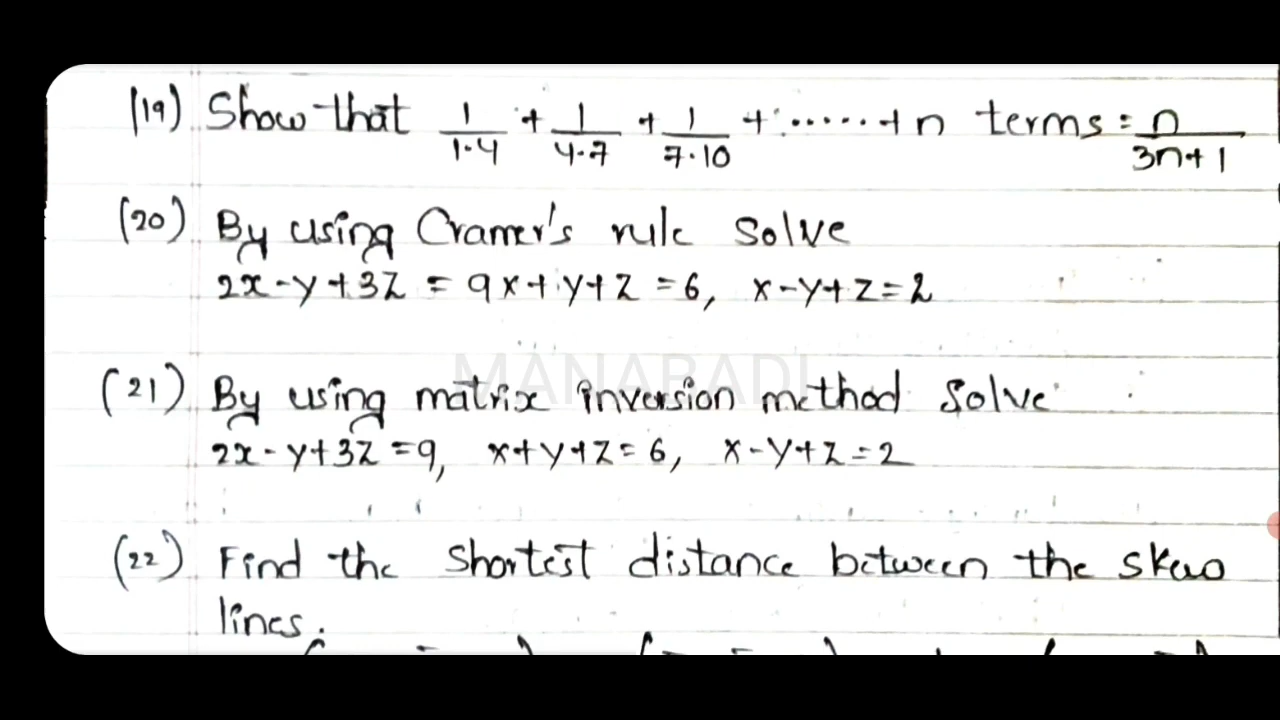 (19) Show that 1/1·4 + 1/4·7 + 1/7·10 + ...... + n terms = n/3n+1
(20) By using Cramer's rule solve
2x-y+3z = 9x+y+z=6, x-y+z=2
MANABADI
(21) By using matrix inversion method solve
2x-y+3z=9, x+y+z=6, x-y+z=2
(22) Find the shortest distance between the skew
lines.